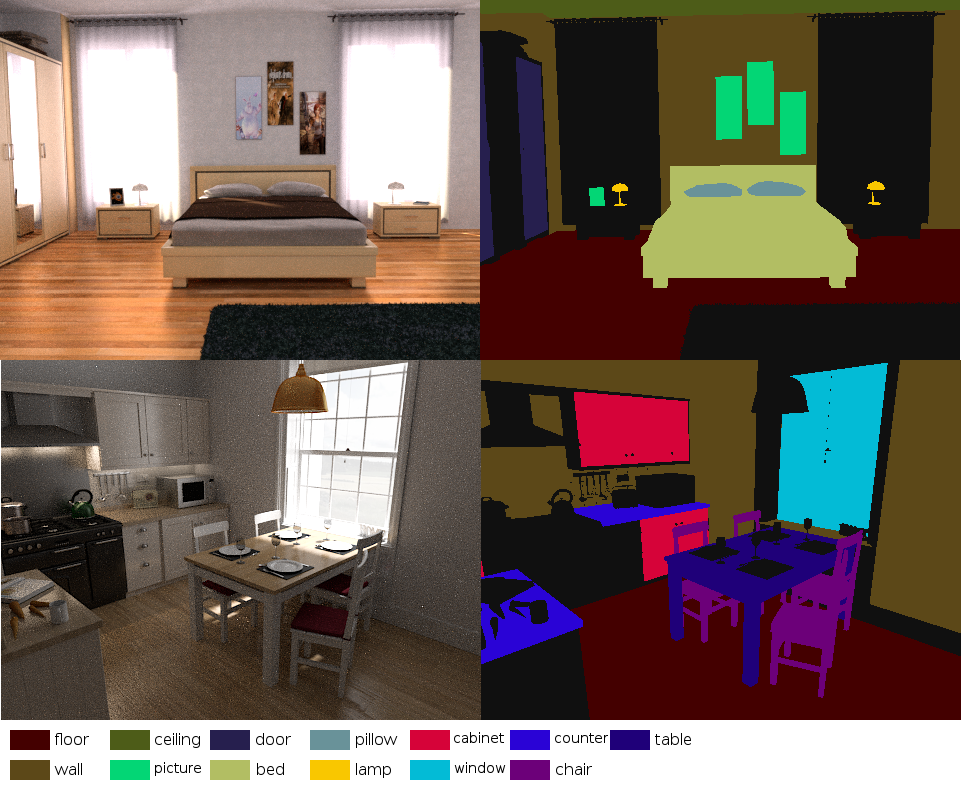 floor ceiling door pillow cabinet counter table
wall picture bed lamp window chair